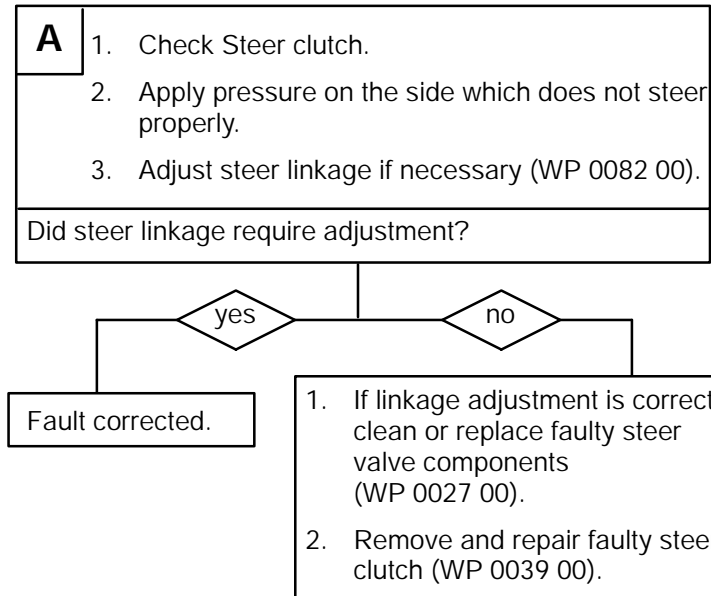 A
1. Check Steer clutch.
2. Apply pressure on the side which does not steer
properly.
3. Adjust steer linkage if necessary (WP 0082 00).
Did steer linkage require adjustment?
yes
no
Fault corrected.
1. If linkage adjustment is correct
clean or replace faulty steer
valve components
(WP 0027 00).
2. Remove and repair faulty stee
clutch (WP 0039 00).